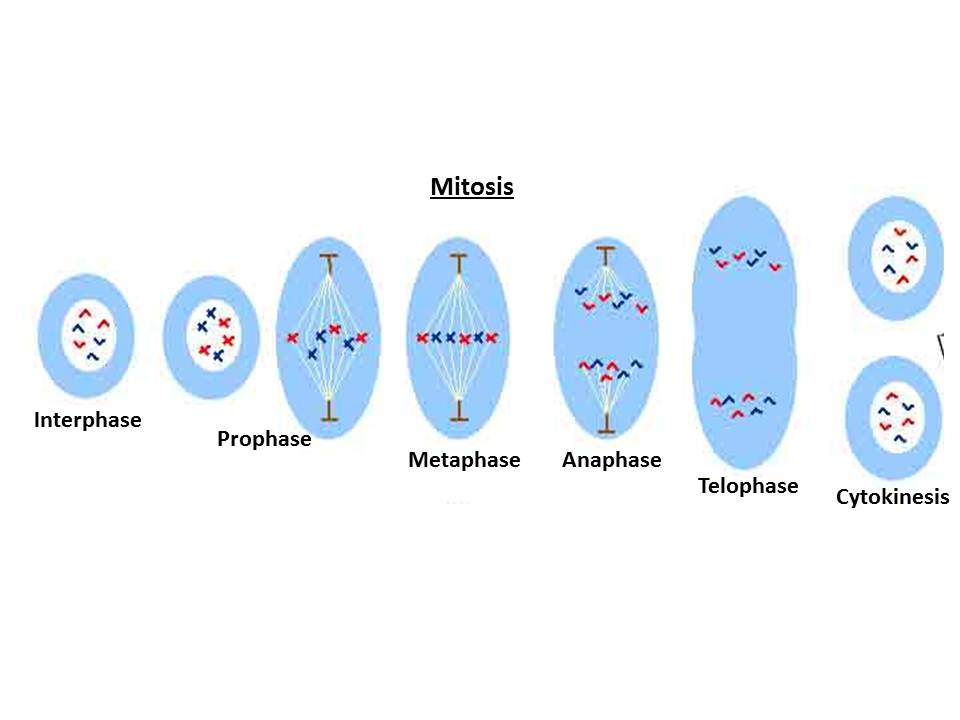 Mitosis
Interphase
Prophase
Metaphase
Anaphase
Telophase
Cytokinesis